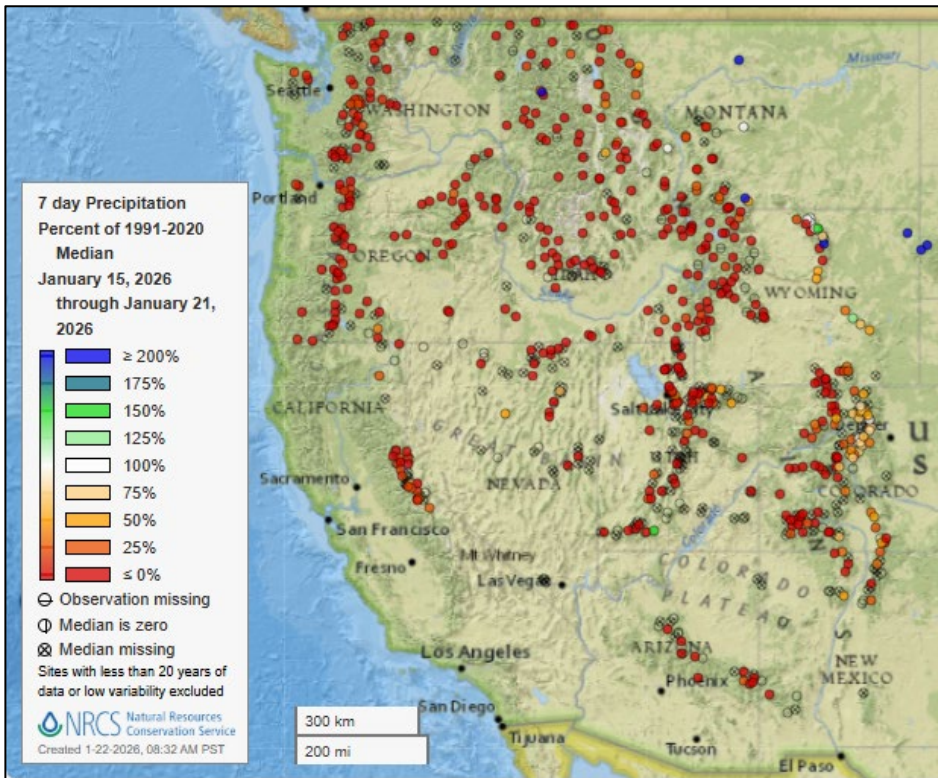 7 day Precipitation
Percent of 1991-2020
Median
January 15, 2026
through January 21,
2026
≥ 200%
175%
150%
125%
100%
75%
50%
25%
≤ 0%
Observation missing
Median is zero
Median missing
Sites with less than 20 years of
data or low variability excluded
NRCS Natural Resources
Conservation Service
Created 1-22-2026, 08:32 AM PST
300 km
200 mi
Seattle
WASHINGTON
MONTANA
Missouri
Portland
OREGON
WYOMING
Snake
CALIFORNIA
Salt Lake City
GREAT BASIN
UTAH
NEVADA
Sacramento
San Francisco
COLORADO
Mt Whitney
Fresno
Las Vegas
Colorado
COLORADO
PLATEAU
ARIZONA
Los Angeles
Phoenix
NEW
MEXICO
San Diego
Tijuana
Tucson
El Paso